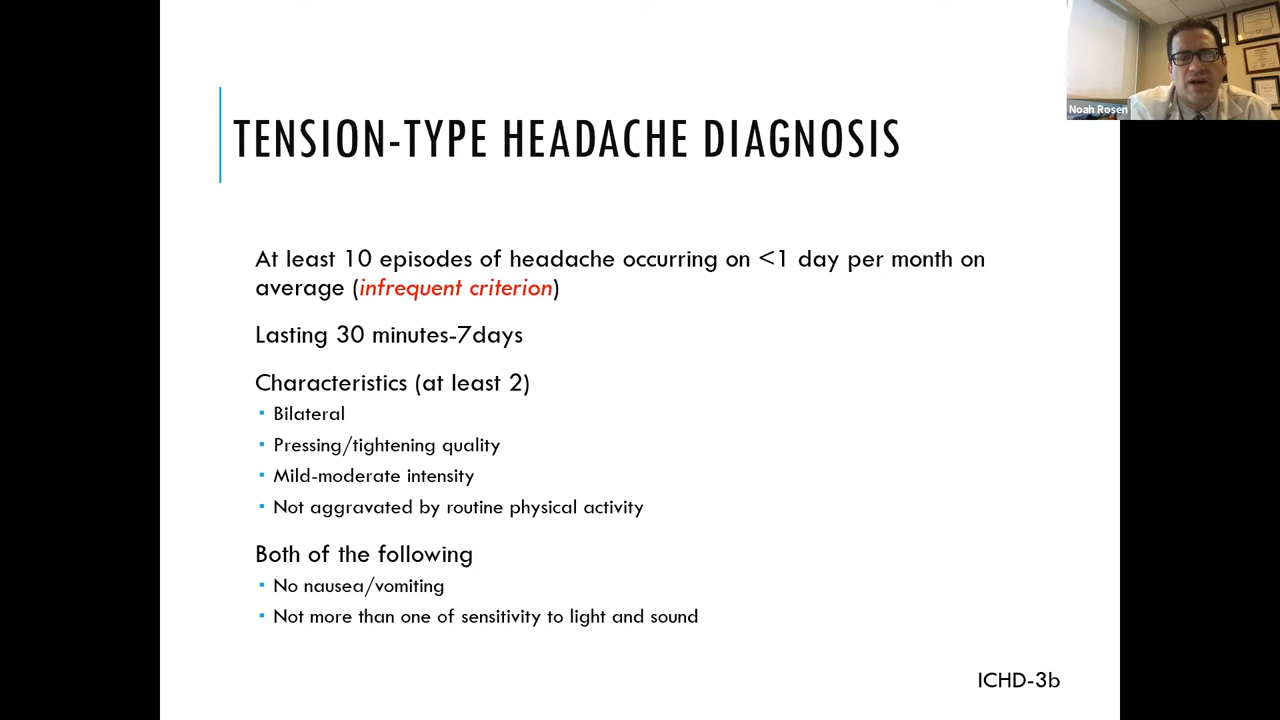 Noah Rosen
TENSION-TYPE HEADACHE DIAGNOSIS
At least 10 episodes of headache occurring on <1 day per month on
average (infrequent criterion)
Lasting 30 minutes-7days
Characteristics (at least 2)
▪ Bilateral
▪ Pressing/tightening quality
▪ Mild-moderate intensity
▪ Not aggravated by routine physical activity
Both of the following
▪ No nausea/vomiting
▪ Not more than one of sensitivity to light and sound
ICHD-3b